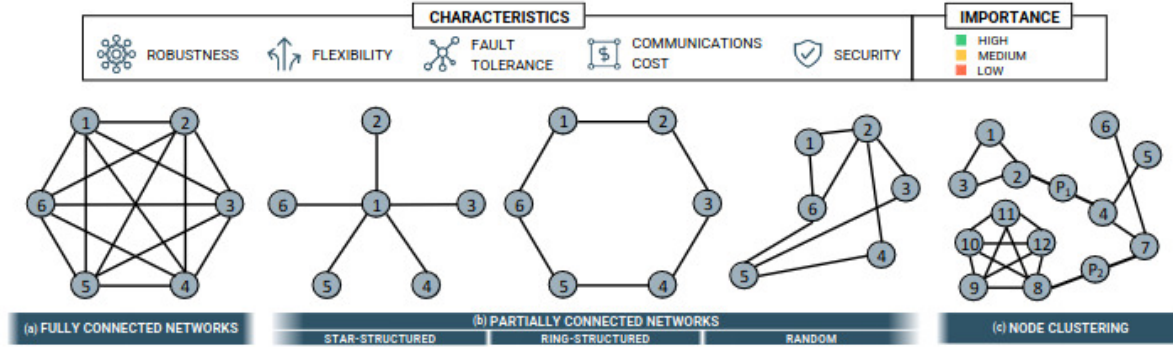 CHARACTERISTICS
IMPORTANCE
ROBUSTNESS
FLEXIBILITY
FAULT
TOLERANCE
COMMUNICATIONS
COST
$
SECURITY
HIGH
MEDIUM
LOW
1 2 3 4 5 6
2 6 1 3 5 4
1 2 6 3 5 4
1 2 3 6 4 5
1 6 5 3 2 P1 4 11 10 12 7 P2 9 8
(a) FULLY CONNECTED NETWORKS
(b) PARTIALLY CONNECTED NETWORKS
STAR-STRUCTURED
RING-STRUCTURED
RANDOM
(c) NODE CLUSTERING